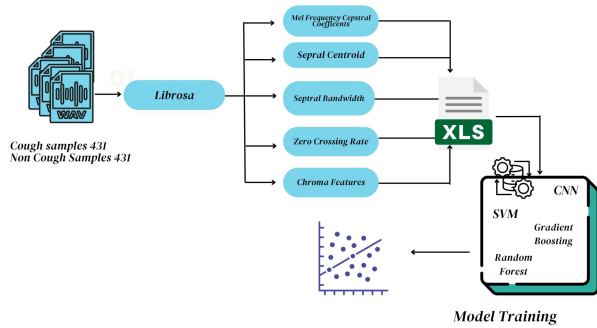 Mel Frequency Cepstral
Coefficents
Sepral Centroid
WAV
Librosa
Septral Bandwidth
XLS
Cough samples 431
Non Cough Samples 431
Zero Crossing Rate
Chroma Features
CNN
SVM
Gradient
Boosting
Random
Forest
Model Training